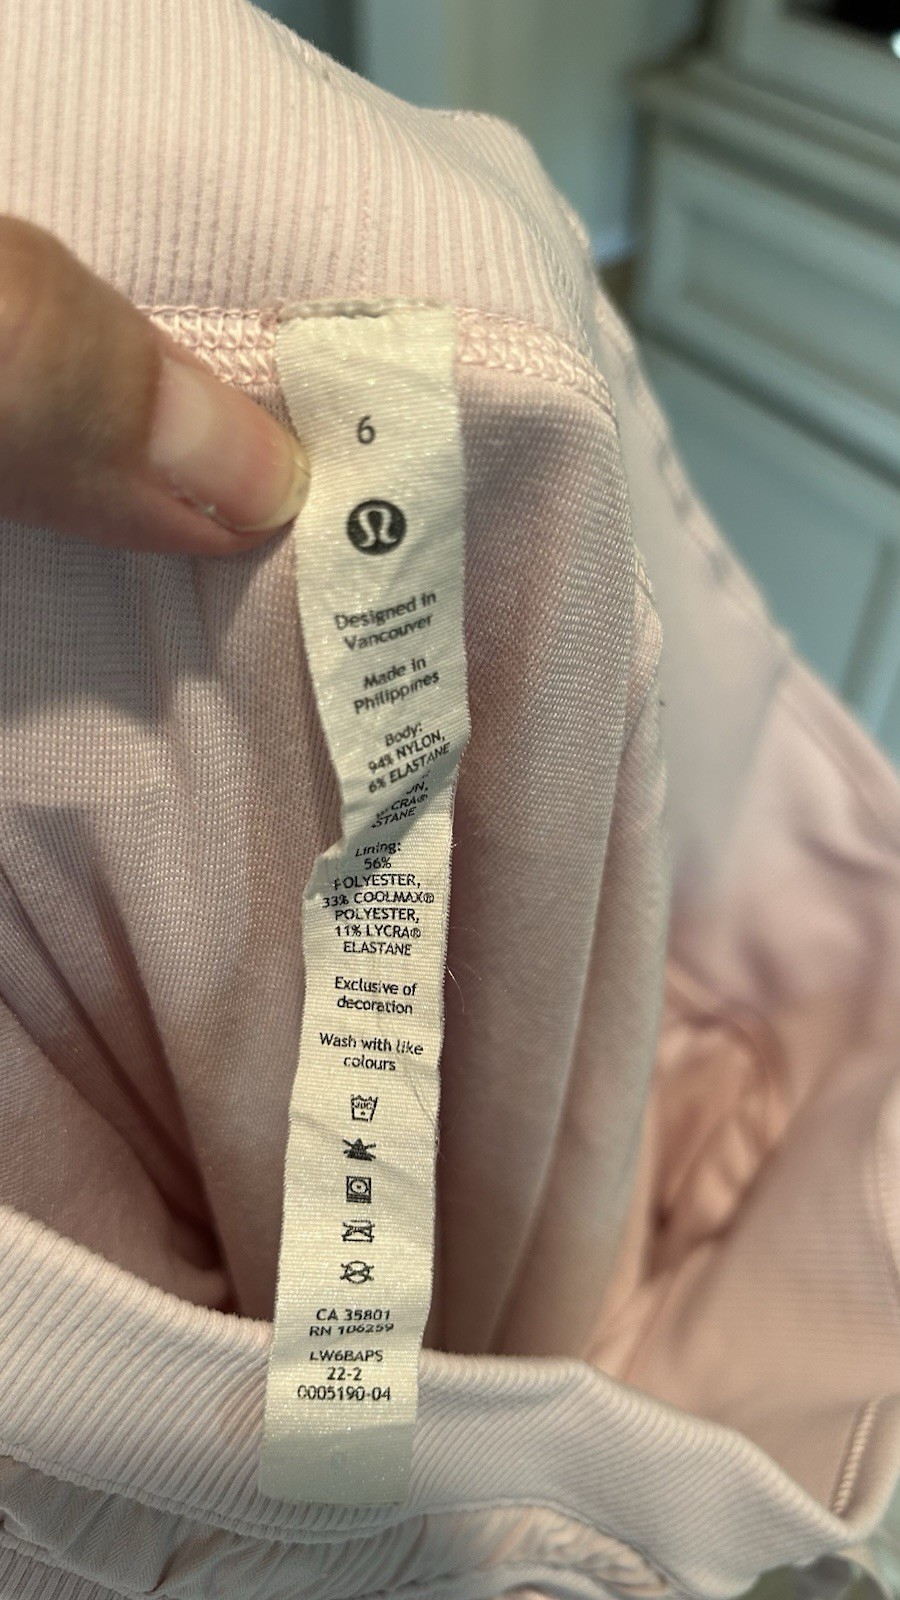 6
Designed in
Vancouver
Made in
Philippines
Body:
94% NYLON,
6% ELASTANE
Lining:
56%
POLYESTER,
33% COOLMAX®
POLYESTER,
11% LYCRA®
ELASTANE
Exclusive of
decoration
Wash with like
colours
CA 35801
RN 106259
LW6BAPS
22-2
0005190-04